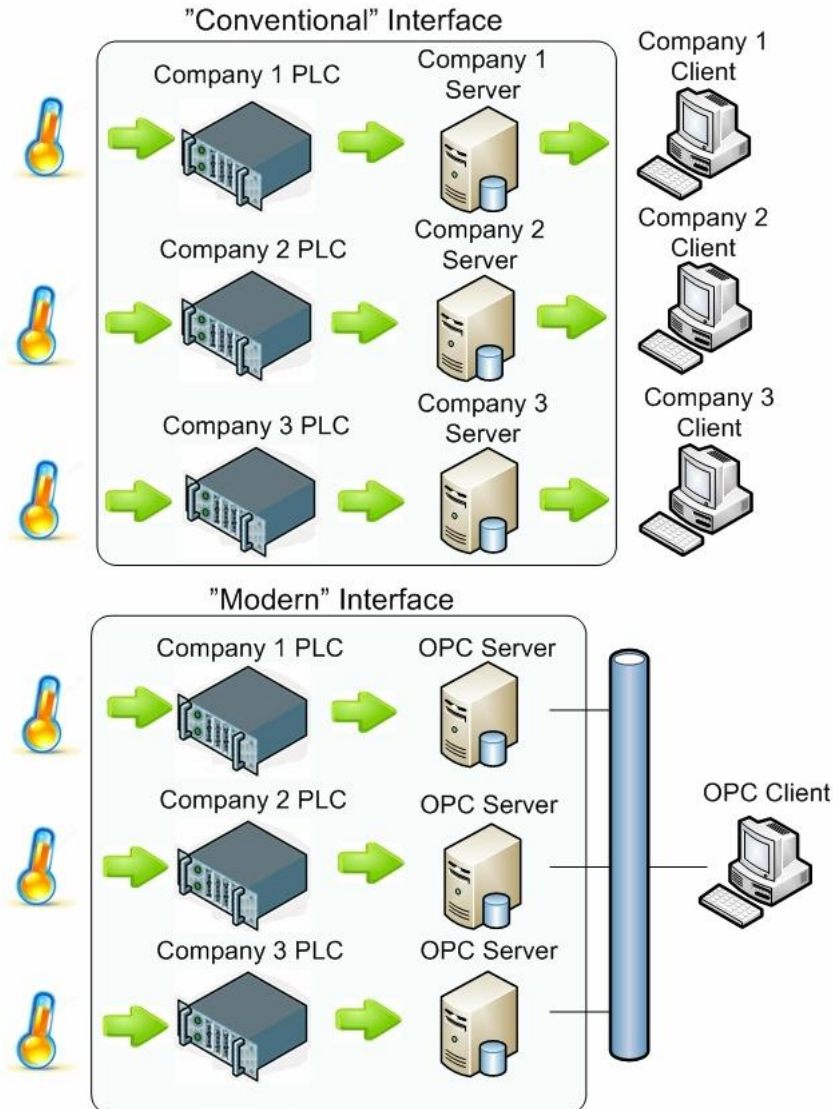 ”Conventional” Interface
Company 1 PLC
Company 1
Server
Company 1
Client
Company 2 PLC
Company 2
Server
Company 2
Client
Company 3 PLC
Company 3
Server
Company 3
Client
”Modern” Interface
Company 1 PLC
OPC Server
Company 2 PLC
OPC Server
OPC Client
Company 3 PLC
OPC Server